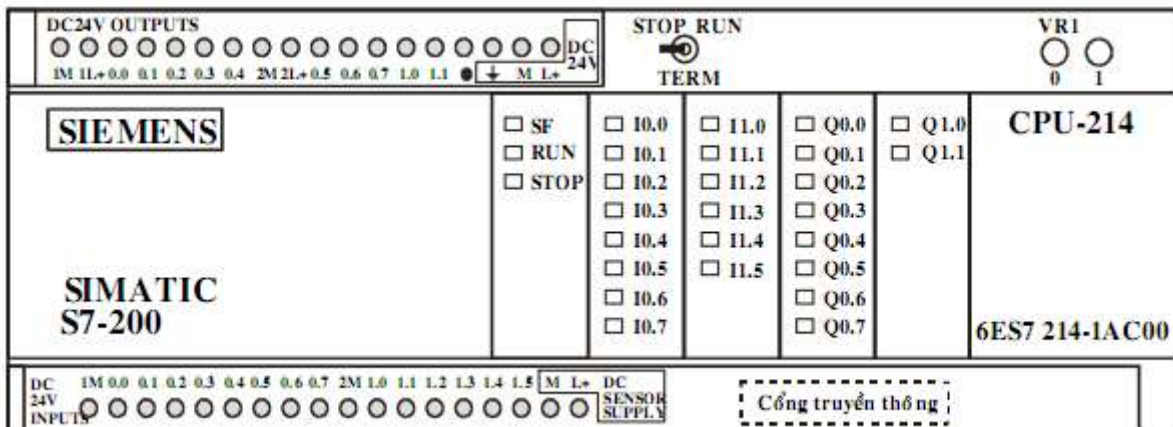 DC24V OUTPUTS
1M 1L+ 0.0 0.1 0.2 0.3 0.4 2M 2L+ 0.5 0.6 0.7 1.0 1.1 M L+
DC
24V
STOP RUN
TERM
VR1
0 1
SIEMENS
SIMATIC
S7-200
SF
RUN
STOP
I0.0
I0.1
I0.2
I0.3
I0.4
I0.5
I0.6
I0.7
I1.0
I1.1
I1.2
I1.3
I1.4
I1.5
Q0.0
Q0.1
Q0.2
Q0.3
Q0.4
Q0.5
Q0.6
Q0.7
Q1.0
Q1.1
CPU-214
6ES7 214-1AC00
DC
24V
INPUTS
1M 0.0 0.1 0.2 0.3 0.4 0.5 0.6 0.7 2M 1.0 1.1 1.2 1.3 1.4 1.5 M L+
DC
SENSOR
SUPPLY
Cổng truyền thông